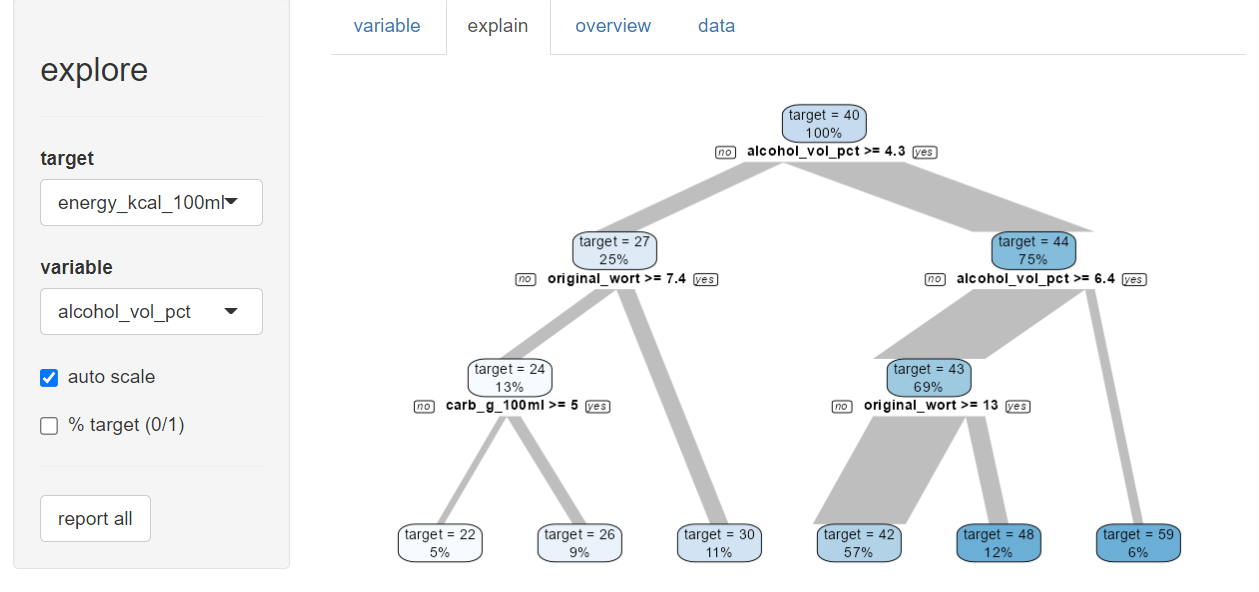 variable
explain
overview
data
explore
target
energy_kcal_100ml
variable
alcohol_vol_pct
auto scale
% target (0/1)
report all
target = 40
100%
no alcohol_vol_pct >= 4.3 yes
target = 27
25%
no original_wort >= 7.4 yes
target = 44
75%
no alcohol_vol_pct >= 6.4 yes
target = 24
13%
no carb_g_100ml >= 5 yes
target = 43
69%
no original_wort >= 13 yes
target = 22
5%
target = 26
9%
target = 30
11%
target = 42
57%
target = 48
12%
target = 59
6%